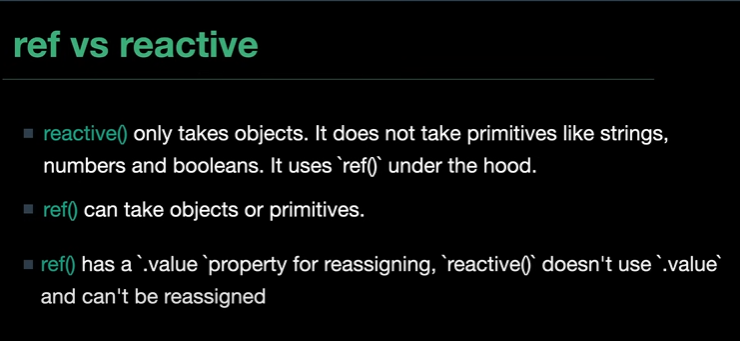 ref vs reactive
reactive() only takes objects. It does not take primitives like strings,
numbers and booleans. It uses `ref()` under the hood.
ref() can take objects or primitives.
ref() has a `.value `property for reassigning, `reactive()` doesn't use `.value`
and can't be reassigned